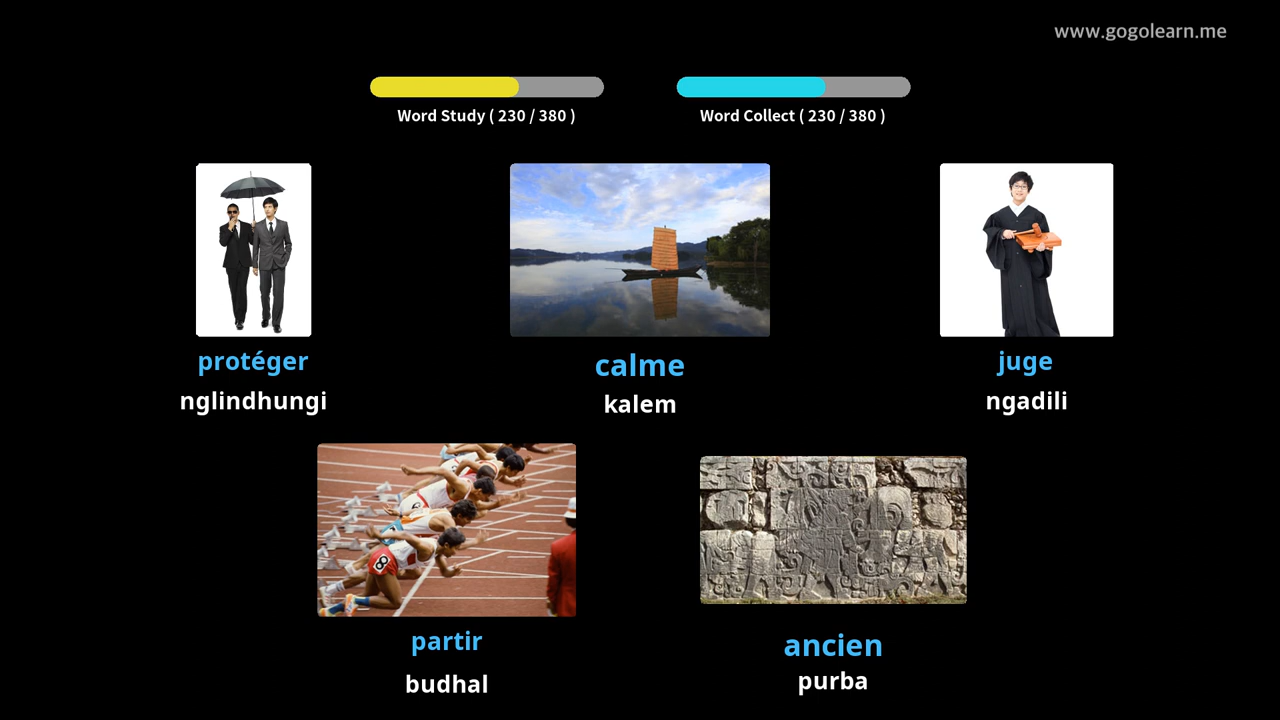 www.gogolearn.me
Word Study ( 230 / 380 )
Word Collect ( 230 / 380 )
protéger
nglindhungi
calme
kalem
juge
ngadili
8
partir
budhal
ancien
purba